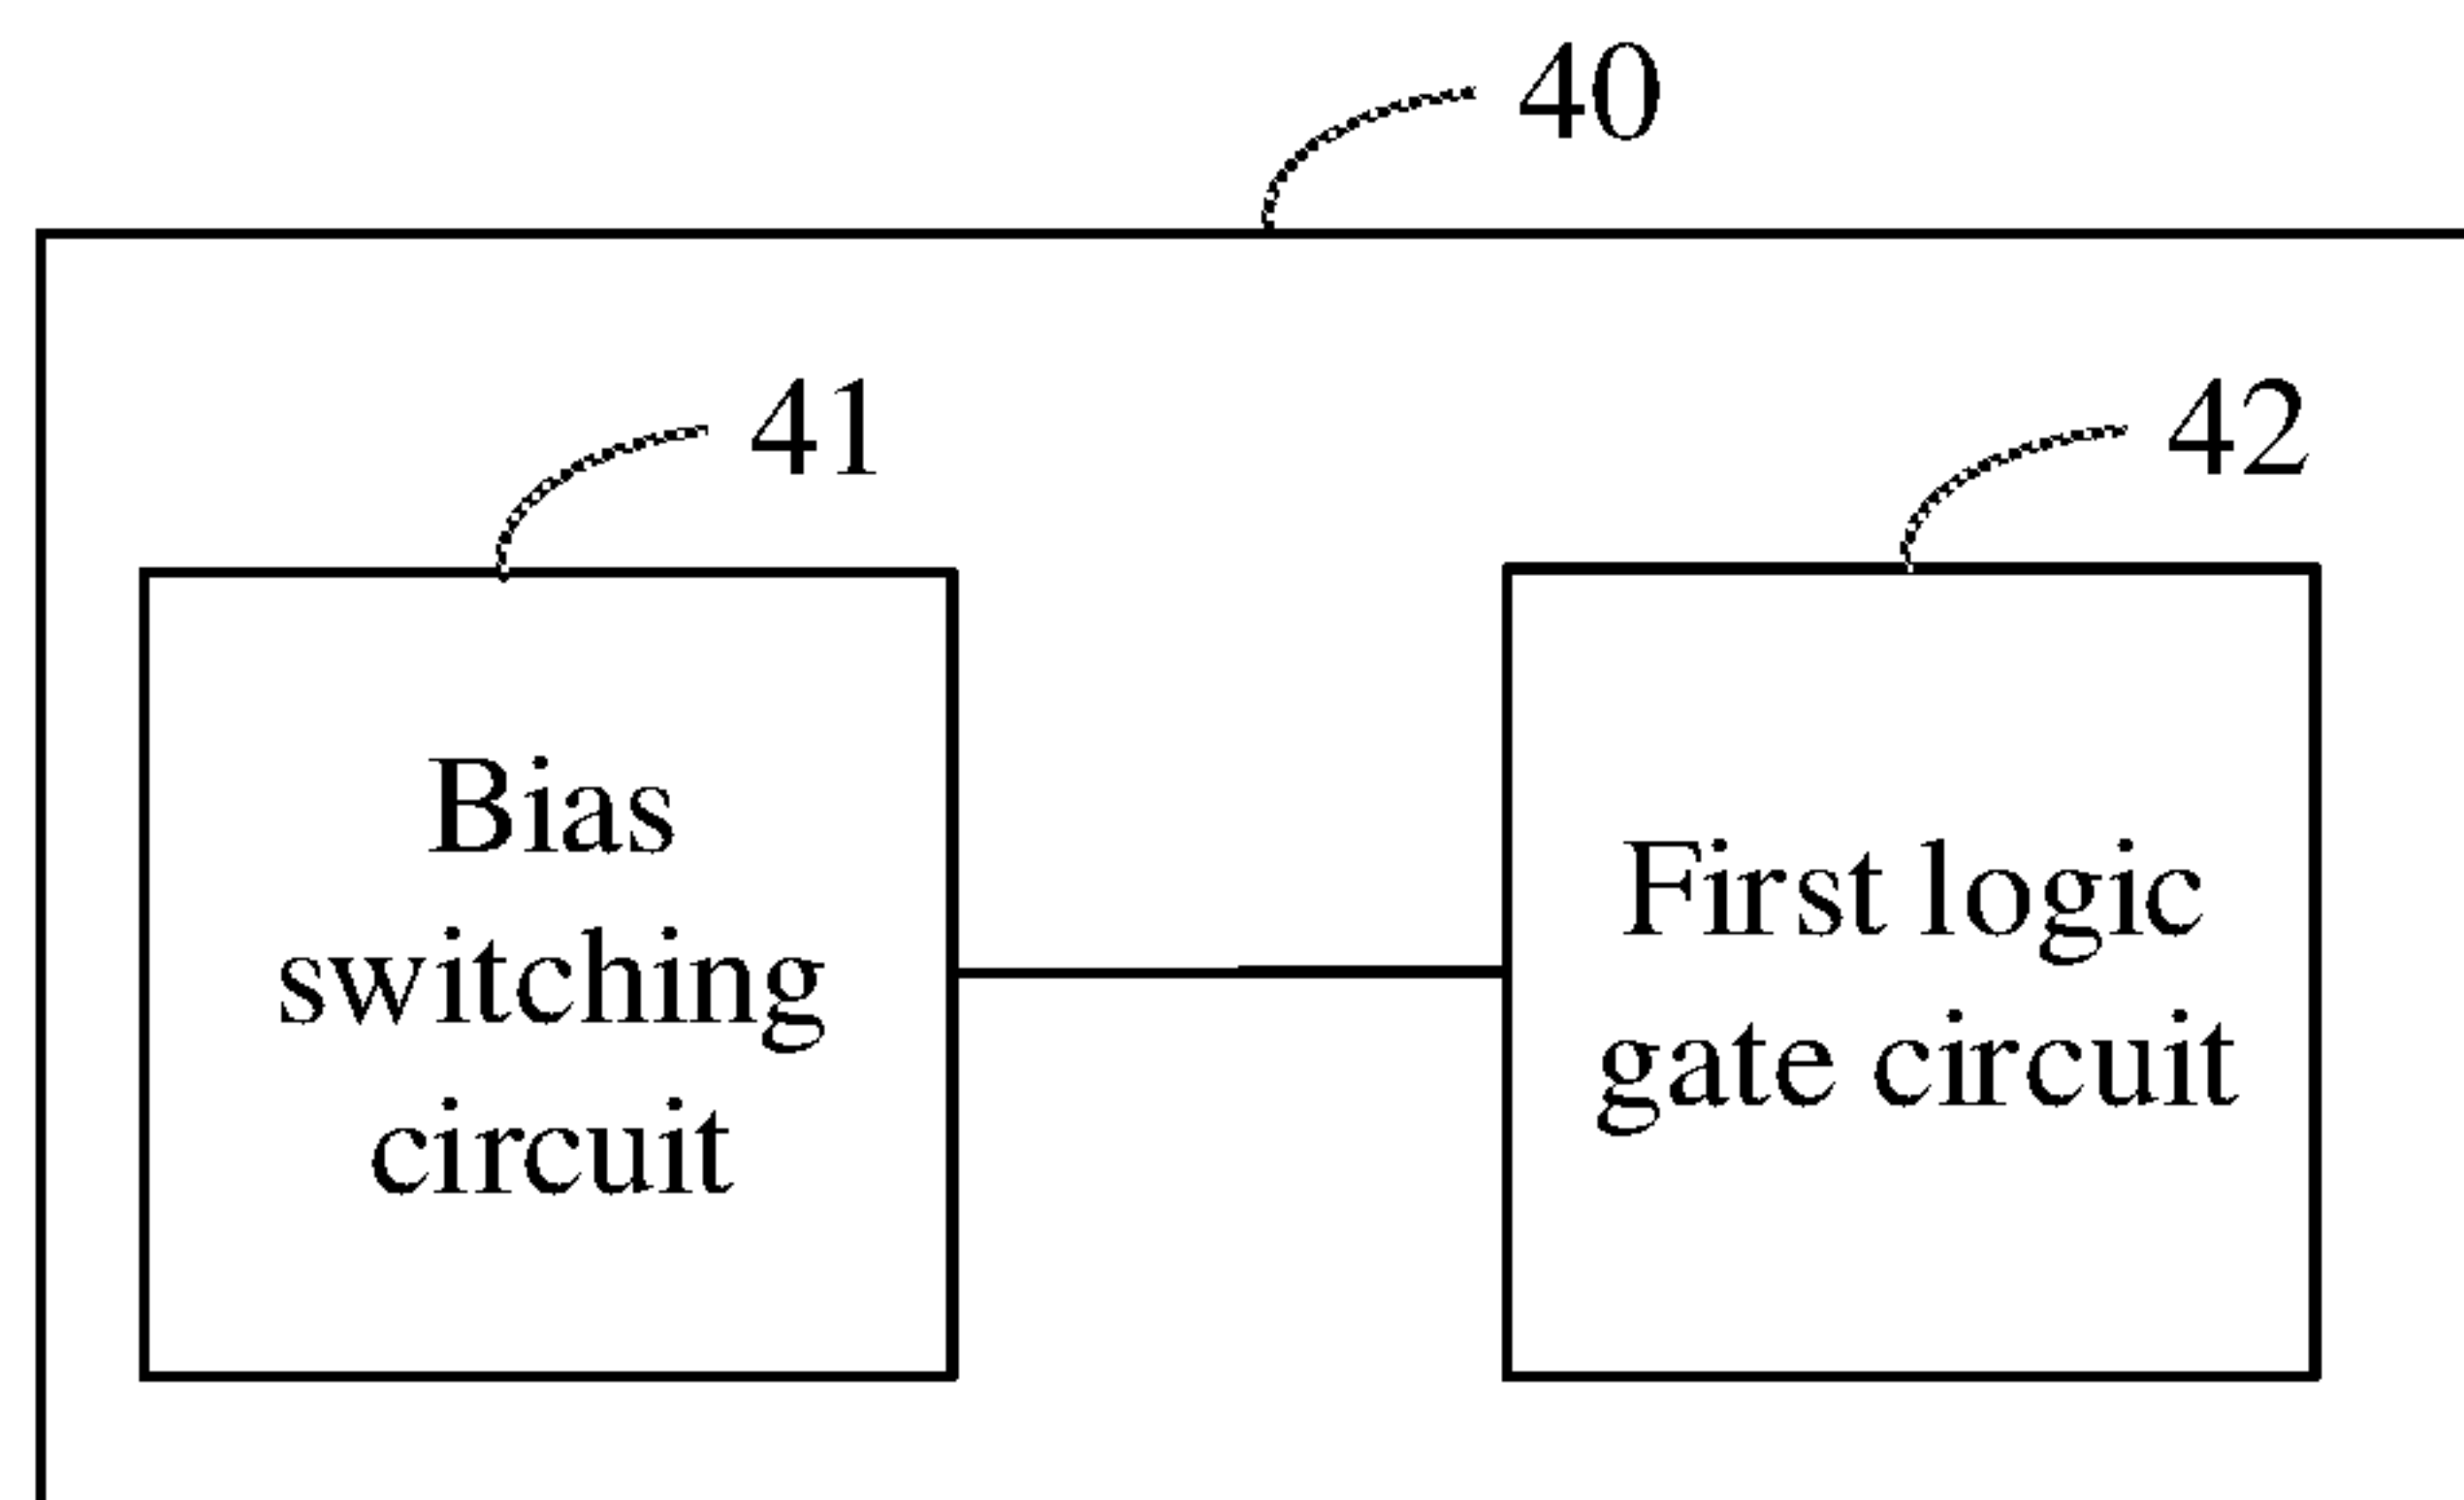 40
41
42
Bias
switching
circuit
First logic
gate circuit